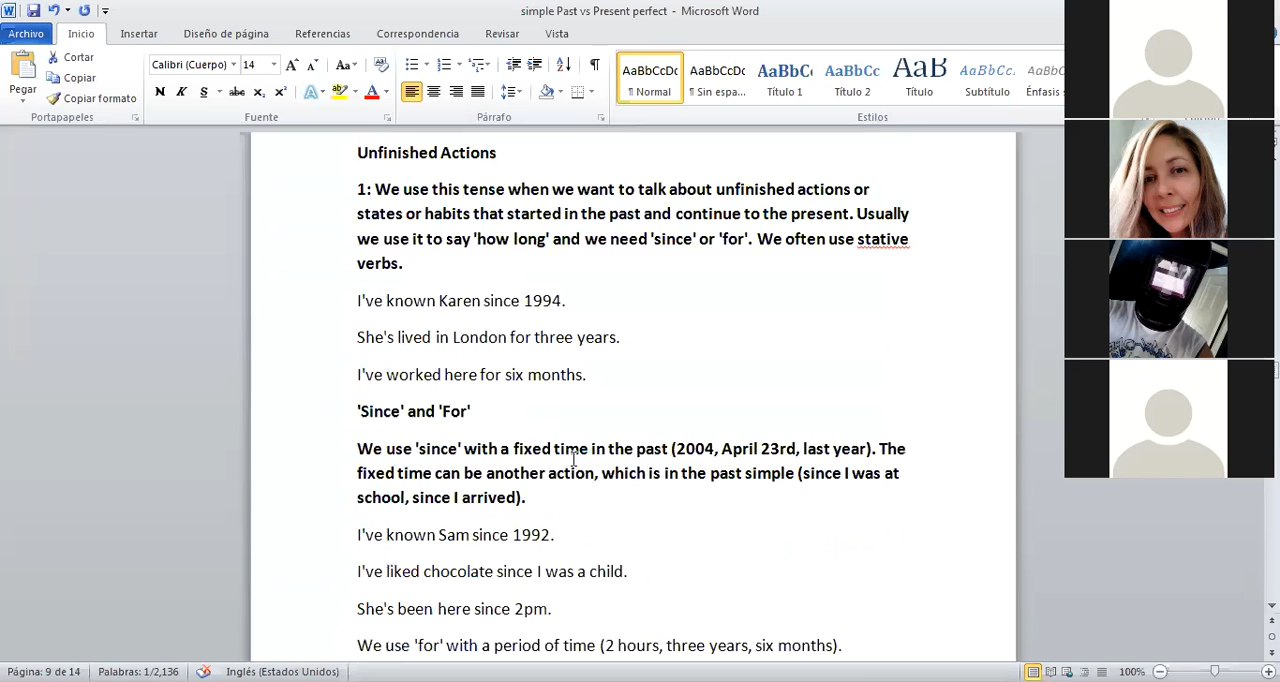 simple Past vs Present perfect - Microsoft Word
Archivo Inicio Insertar Diseño de página Referencias Correspondencia Revisar Vista
Pegar
Cortar
Copiar
Copiar formato
Portapapeles
Calibri (Cuerpo) 14
N K S abc x₂ x²
Fuente
Párrafo
AaBbCcDc AaBbCcDc AaBbC AaBbCc AaB AaBbCc AaBbCc
¶ Normal ¶ Sin espa... Título 1 Título 2 Título Subtítulo Énfasis
Estilos
Unfinished Actions
1: We use this tense when we want to talk about unfinished actions or
states or habits that started in the past and continue to the present. Usually
we use it to say 'how long' and we need 'since' or 'for'. We often use stative
verbs.
I've known Karen since 1994.
She's lived in London for three years.
I've worked here for six months.
'Since' and 'For'
We use 'since' with a fixed time in the past (2004, April 23rd, last year). The
fixed time can be another action, which is in the past simple (since I was at
school, since I arrived).
I've known Sam since 1992.
I've liked chocolate since I was a child.
She's been here since 2pm.
We use 'for' with a period of time (2 hours, three years, six months).
Página: 9 de 14 Palabras: 1/2,136 Inglés (Estados Unidos) 100%